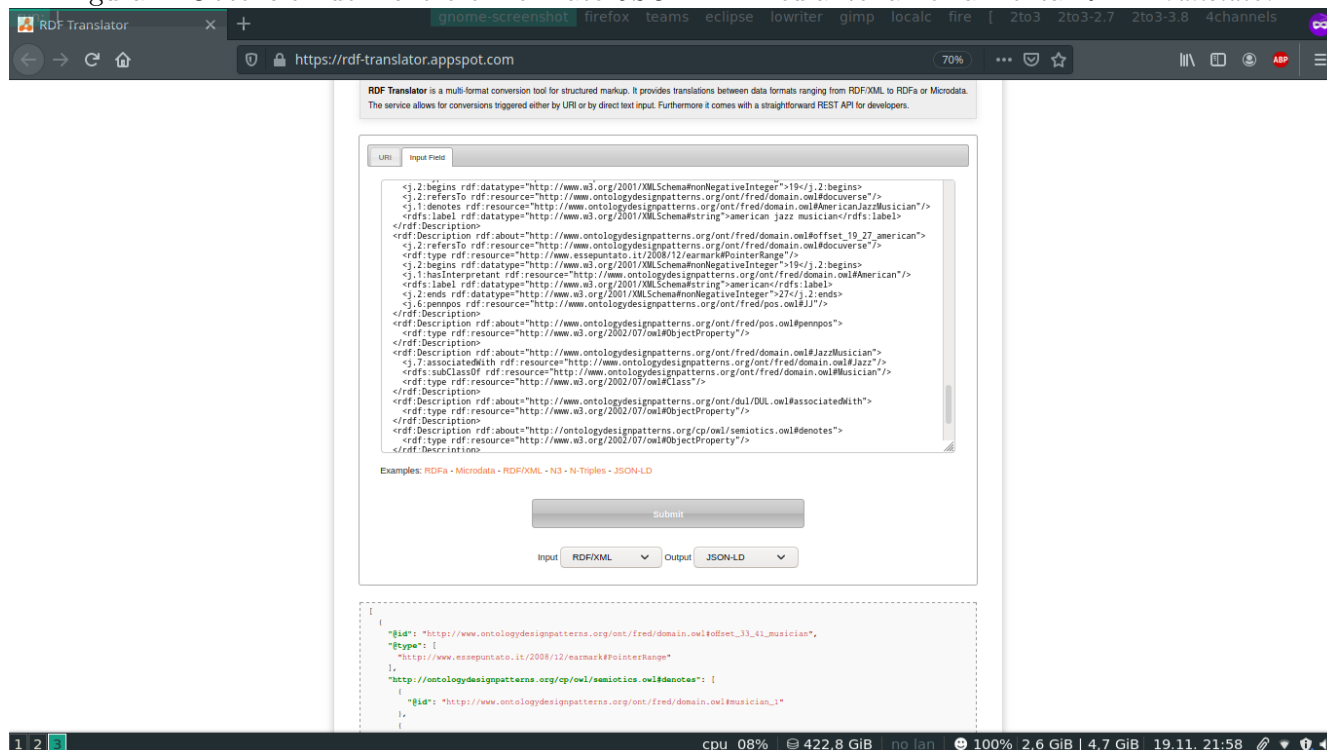 RDF Translator
gnome-screenshot firefox teams eclipse lowriter gimp localc fire [ 2to3 2to3-2.7 2to3-3.8 4channels
https://rdf-translator.appspot.com
70%
ABP
RDF Translator is a multi-format conversion tool for structured markup. It provides translations between data formats ranging from RDF/XML to RDFa or Microdata.
The service allows for conversions triggered either by URI or by direct text input. Furthermore it comes with a straightforward REST API for developers.
URI Input Field
<j.2:begins rdf:datatype="http://www.w3.org/2001/XMLSchema#nonNegativeInteger">19</j.2:begins>
<j.2:refersTo rdf:resource="http://www.ontologydesignpatterns.org/ont/fred/domain.owl#docuverse"/>
<j.1:denotes rdf:resource="http://www.ontologydesignpatterns.org/ont/fred/domain.owl#AmericanJazzMusician"/>
<rdfs:label rdf:datatype="http://www.w3.org/2001/XMLSchema#string">american jazz musician</rdfs:label>
</rdf:Description>
<rdf:Description rdf:about="http://www.ontologydesignpatterns.org/ont/fred/domain.owl#offset_19_27_american">
<j.2:refersTo rdf:resource="http://www.ontologydesignpatterns.org/ont/fred/domain.owl#docuverse"/>
<rdf:type rdf:resource="http://www.essepuntato.it/2008/12/earmark#PointerRange"/>
<j.2:begins rdf:datatype="http://www.w3.org/2001/XMLSchema#nonNegativeInteger">19</j.2:begins>
<j.1:hasInterpretant rdf:resource="http://www.ontologydesignpatterns.org/ont/fred/domain.owl#American"/>
<rdfs:label rdf:datatype="http://www.w3.org/2001/XMLSchema#string">american</rdfs:label>
<j.2:ends rdf:datatype="http://www.w3.org/2001/XMLSchema#nonNegativeInteger">27</j.2:ends>
<j.6:pennpos rdf:resource="http://www.ontologydesignpatterns.org/ont/fred/pos.owl#JJ"/>
</rdf:Description>
<rdf:Description rdf:about="http://www.ontologydesignpatterns.org/ont/fred/pos.owl#pennpos">
<rdf:type rdf:resource="http://www.w3.org/2002/07/owl#ObjectProperty"/>
</rdf:Description>
<rdf:Description rdf:about="http://www.ontologydesignpatterns.org/ont/fred/domain.owl#JazzMusician">
<j.7:associatedWith rdf:resource="http://www.ontologydesignpatterns.org/ont/fred/domain.owl#Jazz"/>
<rdfs:subClassOf rdf:resource="http://www.ontologydesignpatterns.org/ont/fred/domain.owl#Musician"/>
<rdf:type rdf:resource="http://www.w3.org/2002/07/owl#Class"/>
</rdf:Description>
<rdf:Description rdf:about="http://www.ontologydesignpatterns.org/ont/dul/DUL.owl#associatedWith">
<rdf:type rdf:resource="http://www.w3.org/2002/07/owl#ObjectProperty"/>
</rdf:Description>
<rdf:Description rdf:about="http://ontologydesignpatterns.org/cp/owl/semiotics.owl#denotes">
<rdf:type rdf:resource="http://www.w3.org/2002/07/owl#ObjectProperty"/>
</rdf:Description>
Examples: RDFa - Microdata - RDF/XML - N3 - N-Triples - JSON-LD
Submit
Input RDF/XML Output JSON-LD
[
{
"@id": "http://www.ontologydesignpatterns.org/ont/fred/domain.owl#offset_33_41_musician",
"@type": [
"http://www.essepuntato.it/2008/12/earmark#PointerRange"
],
"http://ontologydesignpatterns.org/cp/owl/semiotics.owl#denotes": [
{
"@id": "http://www.ontologydesignpatterns.org/ont/fred/domain.owl#musician_1"
},
{
1 2 3
cpu 08% 422,8 GiB no lan 100% 2,6 GiB | 4,7 GiB 19.11. 21:58